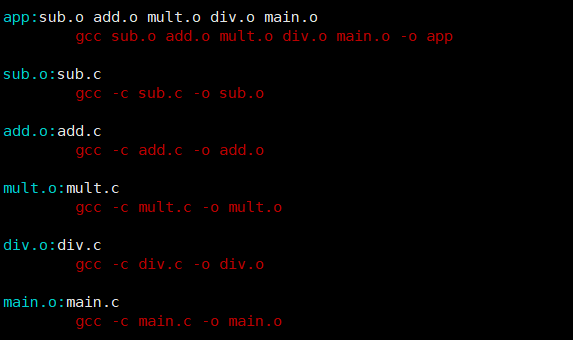 app:sub.o add.o mult.o div.o main.o
gcc sub.o add.o mult.o div.o main.o -o app
sub.o:sub.c
gcc -c sub.c -o sub.o
add.o:add.c
gcc -c add.c -o add.o
mult.o:mult.c
gcc -c mult.c -o mult.o
div.o:div.c
gcc -c div.c -o div.o
main.o:main.c
gcc -c main.c -o main.o